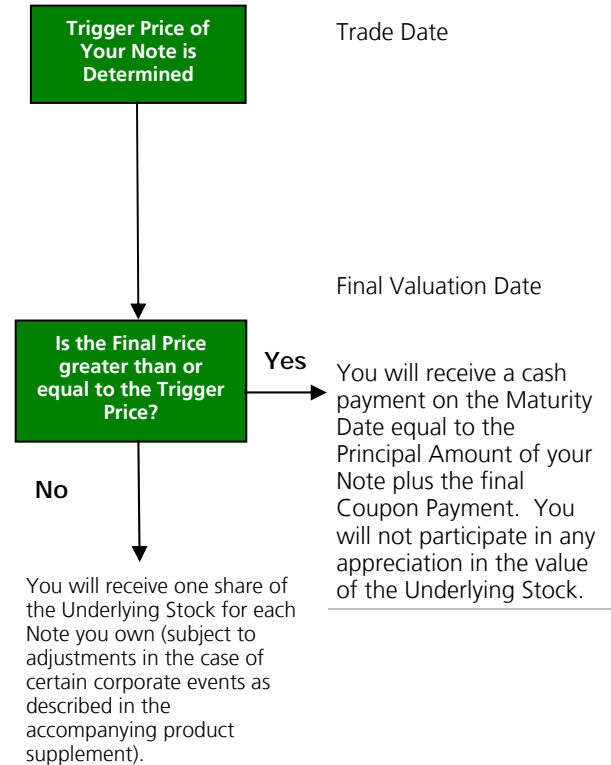 Trigger Price of
Your Note is
Determined
Trade Date
Final Valuation Date
Is the Final Price
greater than or
equal to the Trigger
Price?
Yes
You will receive a cash
payment on the Maturity
Date equal to the
Principal Amount of your
Note plus the final
Coupon Payment.  You
will not participate in any
appreciation in the value
of the Underlying Stock.
No
You will receive one share of
the Underlying Stock for each
Note you own (subject to
adjustments in the case of
certain corporate events as
described in the
accompanying product
supplement).